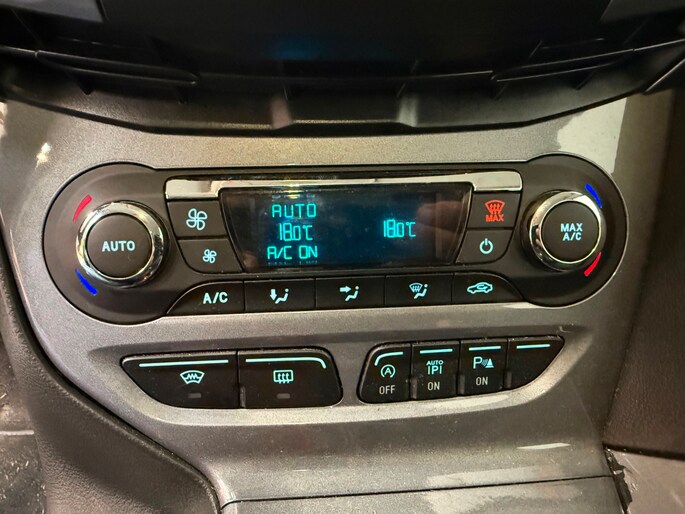 AUTO
18.0°C 18.0°C
A/C ON
AUTO
MAX
MAX
A/C
A/C
A
OFF
AUTO
P
ON
P
ON